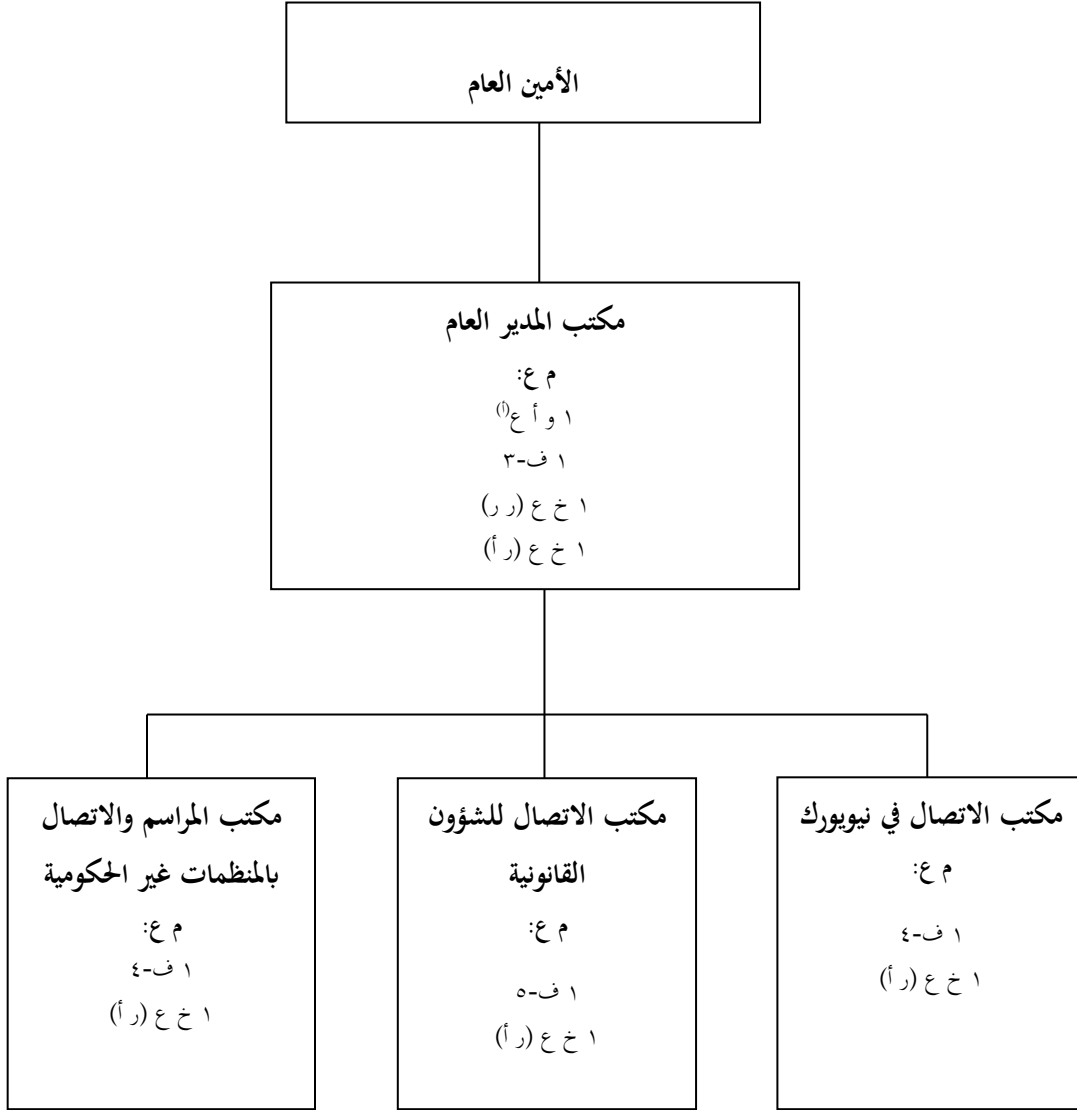 الأمين العام
مكتب المدير العام
م ع:
١ و أ ع(أ)
١ ف-٣
١ خ ع (ر ر)
١ خ ع (ر أ)
مكتب الاتصال في نيويورك
م ع:
١ ف-٤
١ خ ع (ر أ)
مكتب الاتصال للشؤون
القانونية
م ع:
١ ف-٥
١ خ ع (ر أ)
مكتب المراسم والاتصال
بالمنظمات غير الحكومية
م ع:
١ ف-٤
١ خ ع (ر أ)